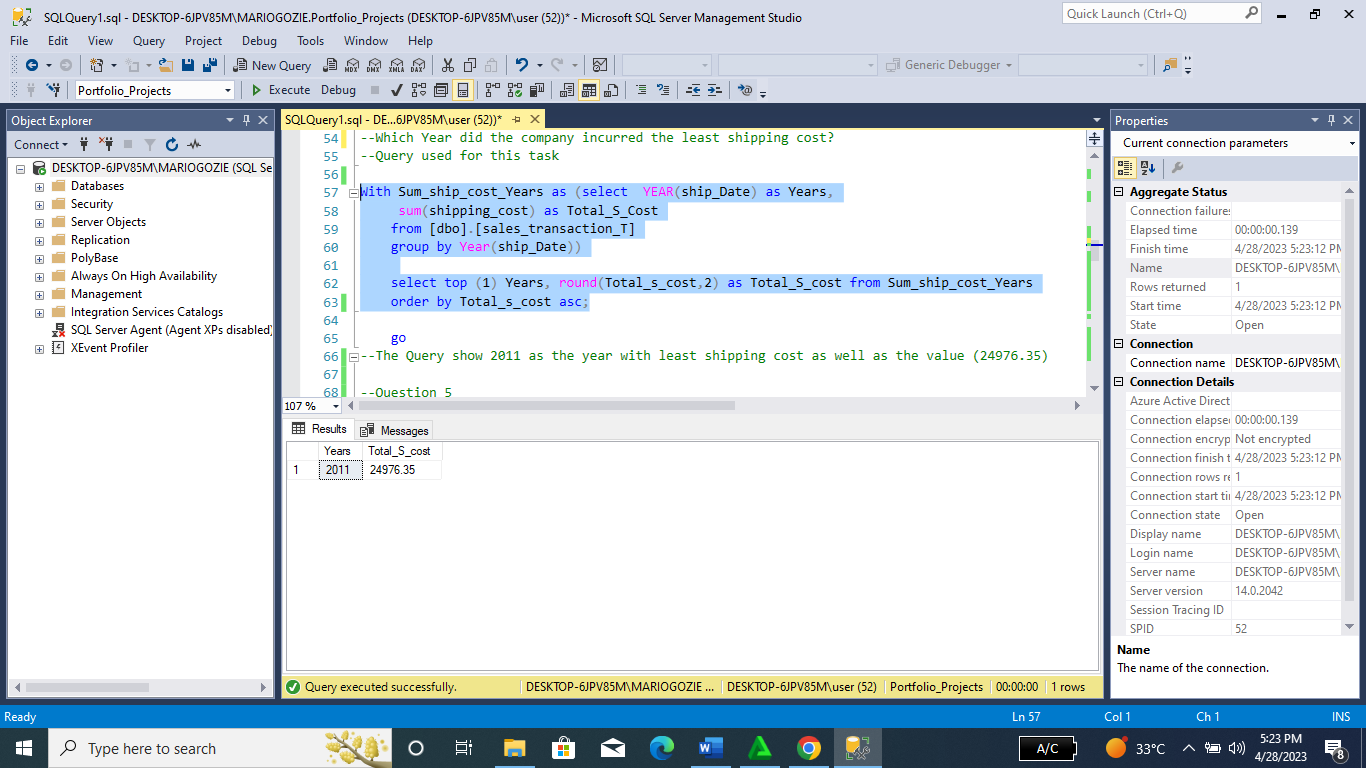 SQLQuery1.sql - DESKTOP-6JPV85M\MARIOGOZIE.Portfolio_Projects (DESKTOP-6JPV85M\user (52))* - Microsoft SQL Server Management Studio
Quick Launch (Ctrl+Q)
File Edit View Query Project Debug Tools Window Help
New Query
MDX DMX XMLA DAX
Generic Debugger
Portfolio_Projects
Execute Debug
Object Explorer
Connect
DESKTOP-6JPV85M\MARIOGOZIE (SQL Se
Databases
Security
Server Objects
Replication
PolyBase
Always On High Availability
Management
Integration Services Catalogs
SQL Server Agent (Agent XPs disabled)
XEvent Profiler
SQLQuery1.sql - DE...6JPV85M\user (52))*
54 --Which Year did the company incurred the least shipping cost?
55 --Query used for this task
56
57 With Sum_ship_cost_Years as (select YEAR(ship_Date) as Years,
58 sum(shipping_cost) as Total_S_Cost
59 from [dbo].[sales_transaction_T]
60 group by Year(ship_Date))
61
62 select top (1) Years, round(Total_s_cost,2) as Total_S_cost from Sum_ship_cost_Years
63 order by Total_s_cost asc;
64
65 go
66 --The Query show 2011 as the year with least shipping cost as well as the value (24976.35)
67
68 --Question 5
107 %
Results Messages
Years Total_S_cost
1 2011 24976.35
Query executed successfully. DESKTOP-6JPV85M\MARIOGOZIE ... DESKTOP-6JPV85M\user (52) Portfolio_Projects 00:00:00 1 rows
Properties
Current connection parameters
Aggregate Status
Connection failures
Elapsed time 00:00:00.139
Finish time 4/28/2023 5:23:12 PM
Name DESKTOP-6JPV85M\
Rows returned 1
Start time 4/28/2023 5:23:12 PM
State Open
Connection
Connection name DESKTOP-6JPV85M\
Connection Details
Azure Active Direct
Connection elapse 00:00:00.139
Connection encryp Not encrypted
Connection finish t 4/28/2023 5:23:12 PM
Connection rows re 1
Connection start ti 4/28/2023 5:23:12 PM
Connection state Open
Display name DESKTOP-6JPV85M\
Login name DESKTOP-6JPV85M\
Server name DESKTOP-6JPV85M\
Server version 14.0.2042
Session Tracing ID
SPID 52
Name
The name of the connection.
Ready Ln 57 Col 1 Ch 1 INS
Type here to search
A/C
33°C
5:23 PM
4/28/2023
8